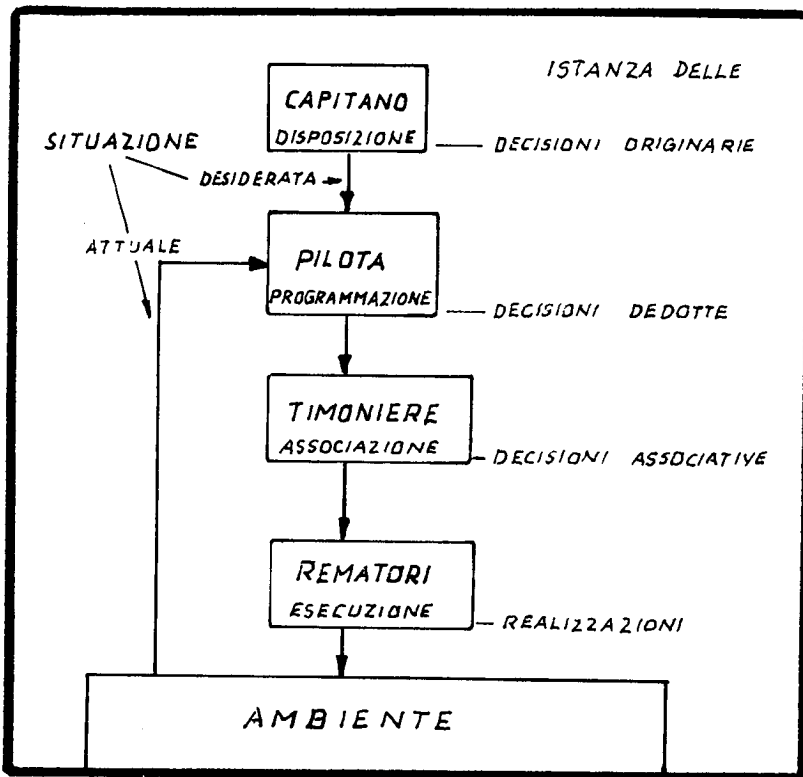 ISTANZA DELLE
CAPITANO
DISPOSIZIONE
DECISIONI ORIGINARIE
SITUAZIONE
DESIDERATA
ATTUALE
PILOTA
PROGRAMMAZIONE
DECISIONI DEDOTTE
TIMONIERE
ASSOCIAZIONE
DECISIONI ASSOCIATIVE
REMATORI
ESECUZIONE
REALIZZAZIONI
AMBIENTE